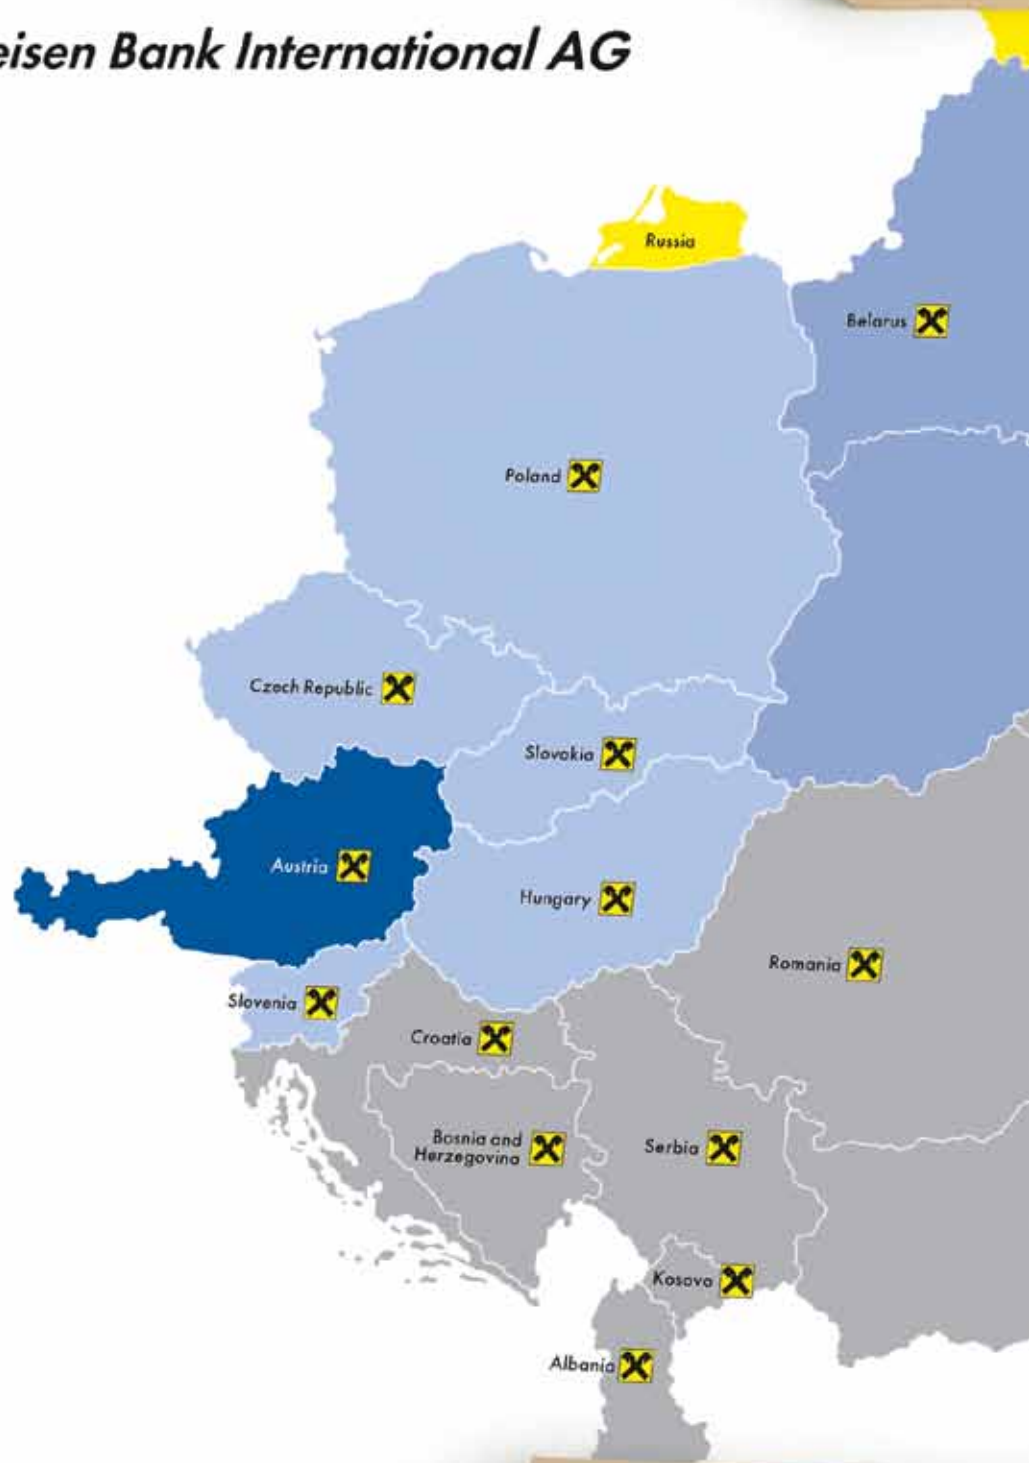 eisen Bank International AG
Russia
Belarus
Poland
Czech Republic
Slovakia
Austria
Hungary
Romania
Slovenia
Croatia
Bosnia and
Herzegovina
Serbia
Kosovo
Albania